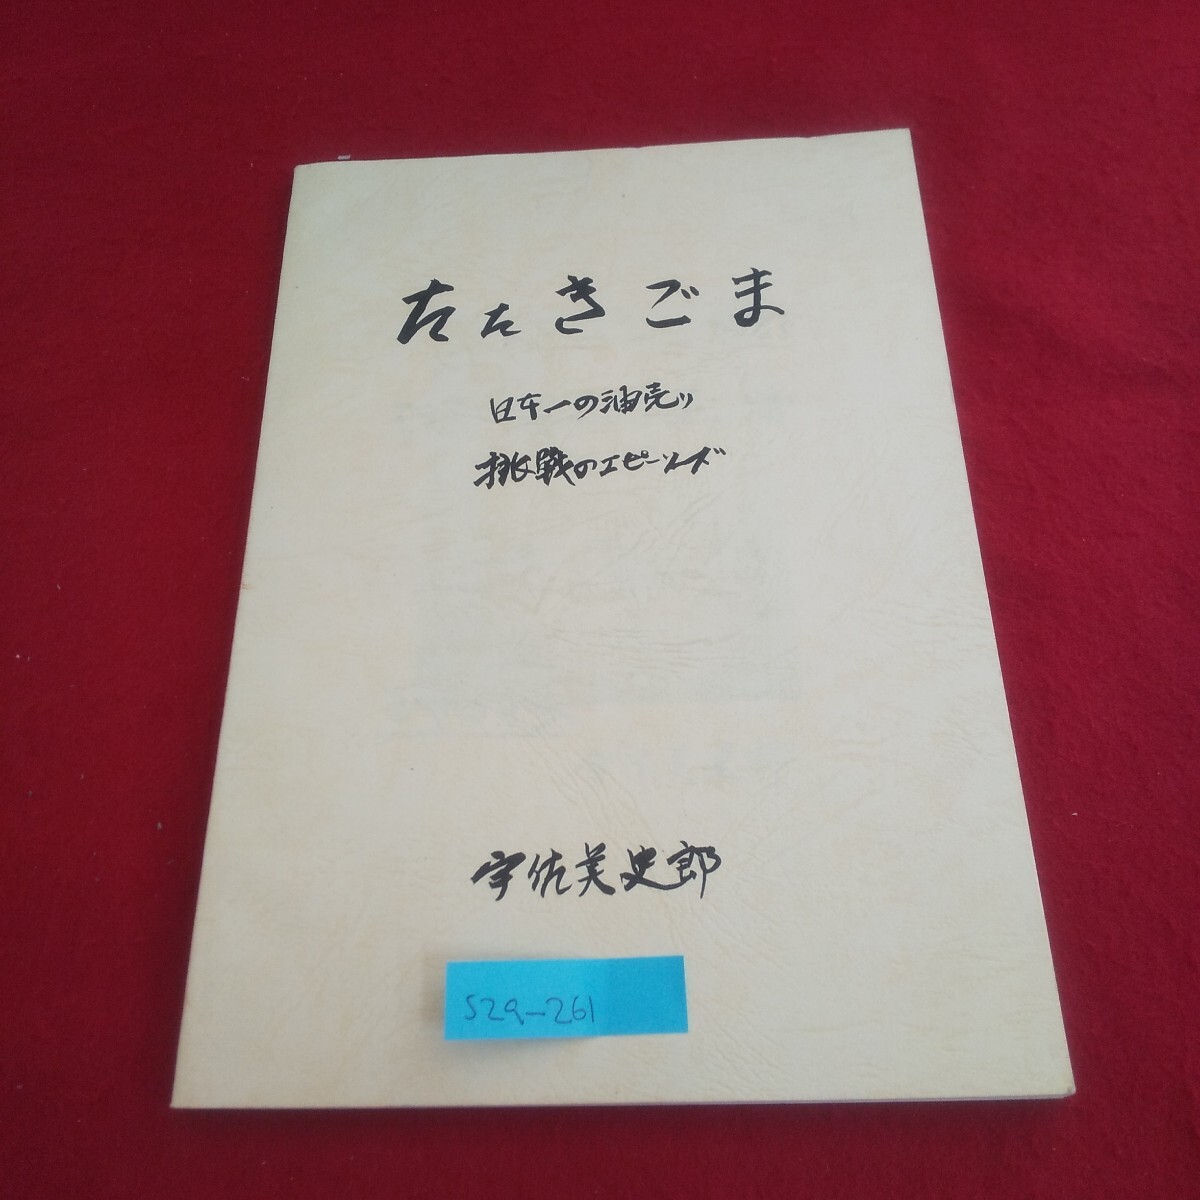 たたきごま
日本一の油売り
挑戦のエピソード
宇佐美史郎
S29-261